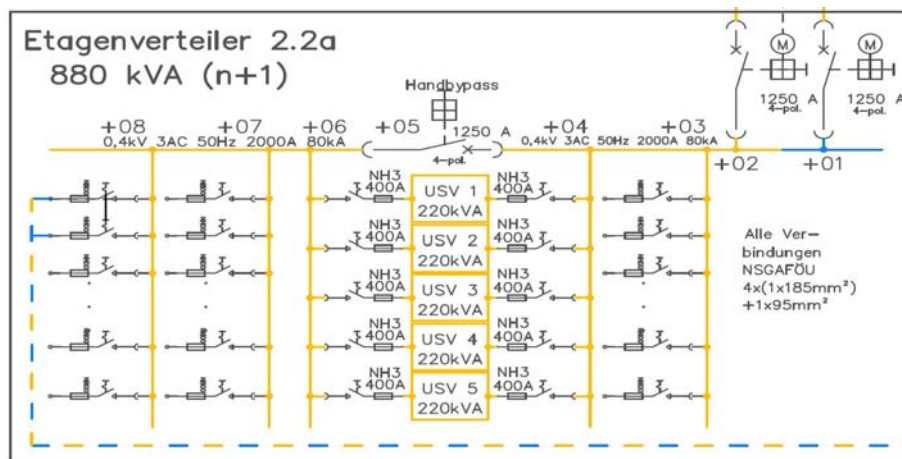 Etagenverteiler 2.2a
880 kVA (n+1)
Handbypass
M
M
1250 A
4-pol.
1250 A
4-pol.
+08
+07
+06
+05
1250 A
4-pol.
+04
+03
+02
+01
0,4kV 3AC 50Hz 2000A 80kA
0,4kV 3AC 50Hz 2000A 80kA
NH3
400A
USV 1
220kVA
NH3
400A
NH3
400A
USV 2
220kVA
NH3
400A
NH3
400A
USV 3
220kVA
NH3
400A
NH3
400A
USV 4
220kVA
NH3
400A
NH3
400A
USV 5
220kVA
NH3
400A
Alle Ver-
bindungen
NSGAFÖU
4x(1x185mm²)
+1x95mm²